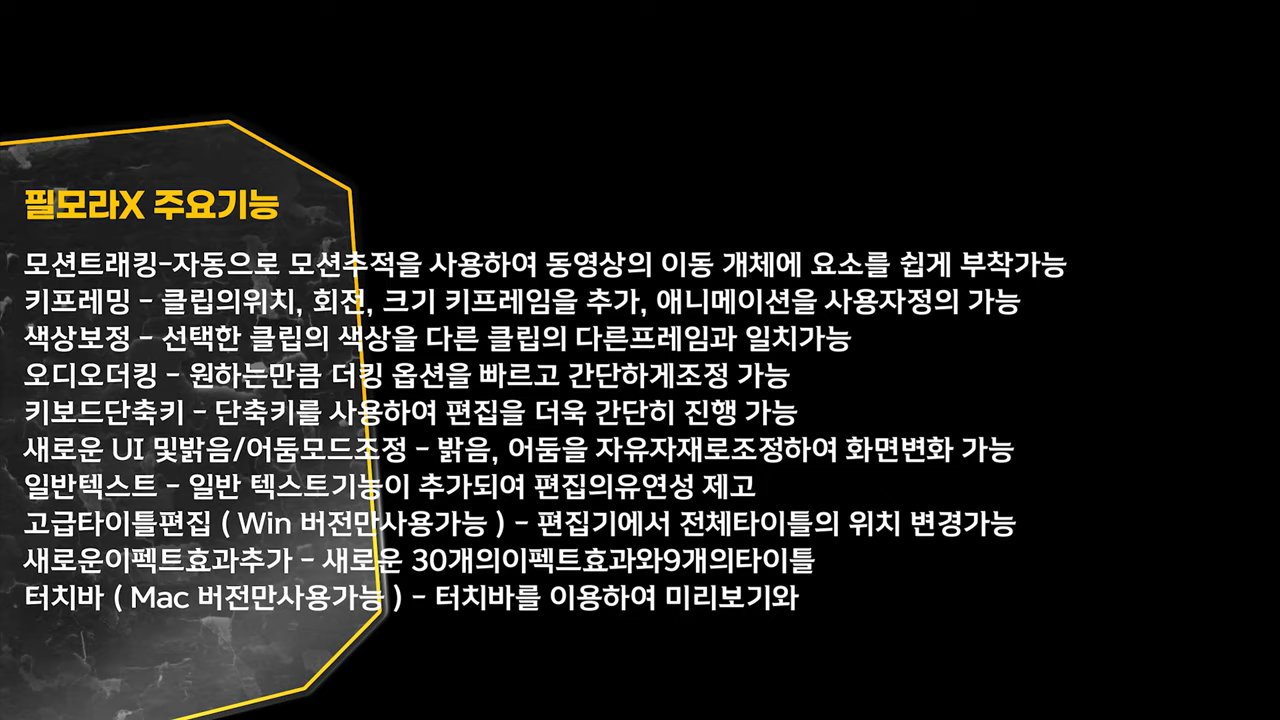 필모라X 주요기능
모션트래킹-자동으로 모션추적을 사용하여 동영상의 이동 개체에 요소를 쉽게 부착가능
키프레밍 - 클립의위치, 회전, 크기 키프레임을 추가, 애니메이션을 사용자정의 가능
색상보정 - 선택한 클립의 색상을 다른 클립의 다른프레임과 일치가능
오디오더킹 - 원하는만큼 더킹 옵션을 빠르고 간단하게조정 가능
키보드단축키 - 단축키를 사용하여 편집을 더욱 간단히 진행 가능
새로운 UI 및밝음/어둠모드조정 - 밝음, 어둠을 자유자재로조정하여 화면변화 가능
일반텍스트 - 일반 텍스트기능이 추가되여 편집의유연성 제고
고급타이틀편집 ( Win 버전만사용가능 ) - 편집기에서 전체타이틀의 위치 변경가능
새로운이펙트효과추가 - 새로운 30개의이펙트효과와9개의타이틀
터치바 ( Mac 버전만사용가능 ) - 터치바를 이용하여 미리보기와